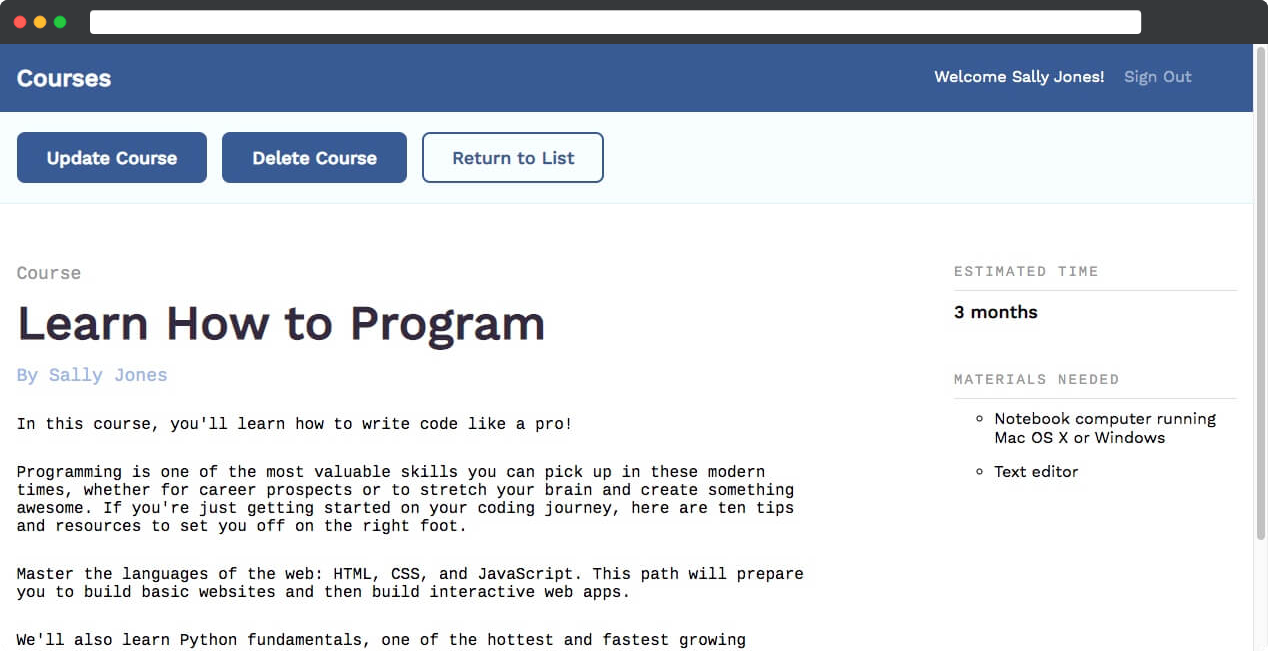 Courses
Welcome Sally Jones! Sign Out
Update Course Delete Course Return to List
Course
Learn How to Program
By Sally Jones
In this course, you'll learn how to write code like a pro!
Programming is one of the most valuable skills you can pick up in these modern
times, whether for career prospects or to stretch your brain and create something
awesome. If you're just getting started on your coding journey, here are ten tips
and resources to set you off on the right foot.
Master the languages of the web: HTML, CSS, and JavaScript. This path will prepare
you to build basic websites and then build interactive web apps.
We'll also learn Python fundamentals, one of the hottest and fastest growing
ESTIMATED TIME
3 months
MATERIALS NEEDED
Notebook computer running
Mac OS X or Windows
Text editor